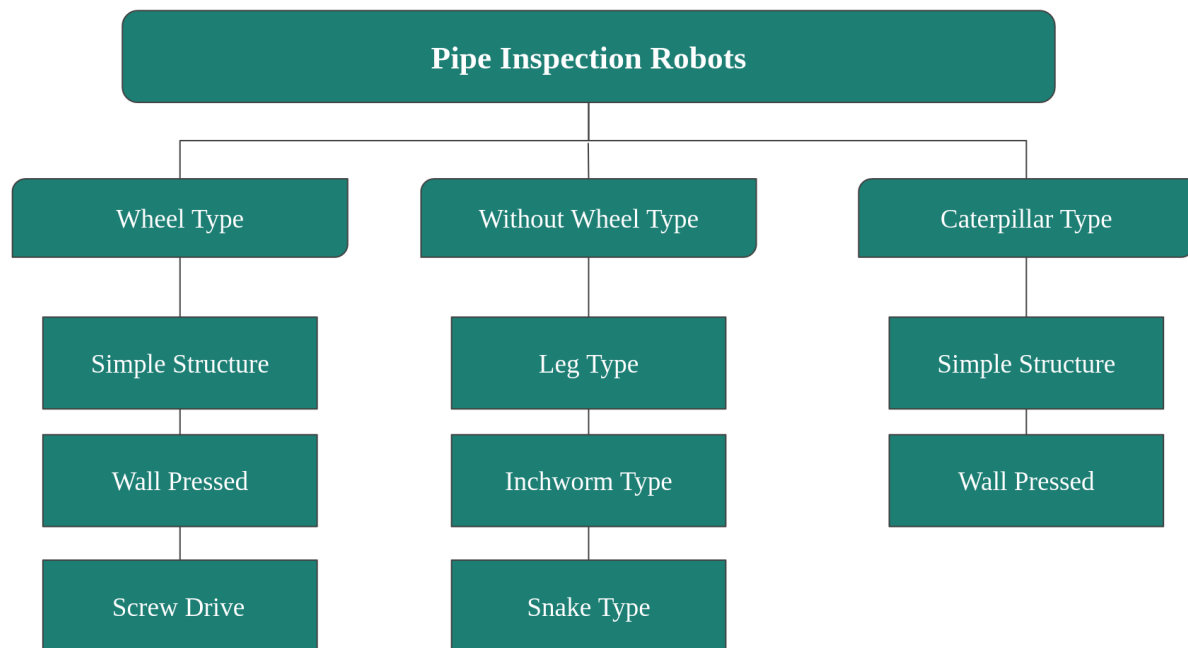 Pipe Inspection Robots
Wheel Type
Without Wheel Type
Caterpillar Type
Simple Structure
Leg Type
Simple Structure
Wall Pressed
Inchworm Type
Wall Pressed
Screw Drive
Snake Type